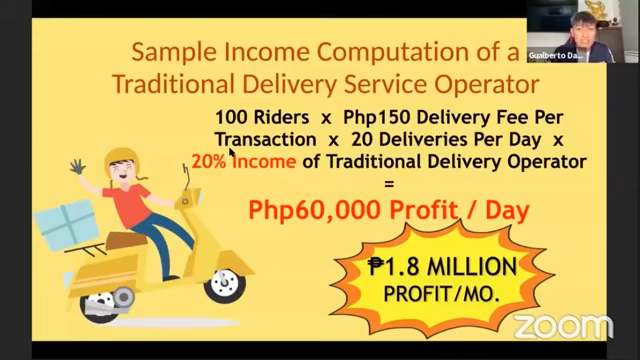 Sample Income Computation of a
Traditional Delivery Service Operator
Gualberto Da...
100 Riders x Php150 Delivery Fee Per
Transaction x 20 Deliveries Per Day x
20% Income of Traditional Delivery Operator
=
Php60,000 Profit / Day
₱1.8 MILLION
PROFIT/MO.
zoom